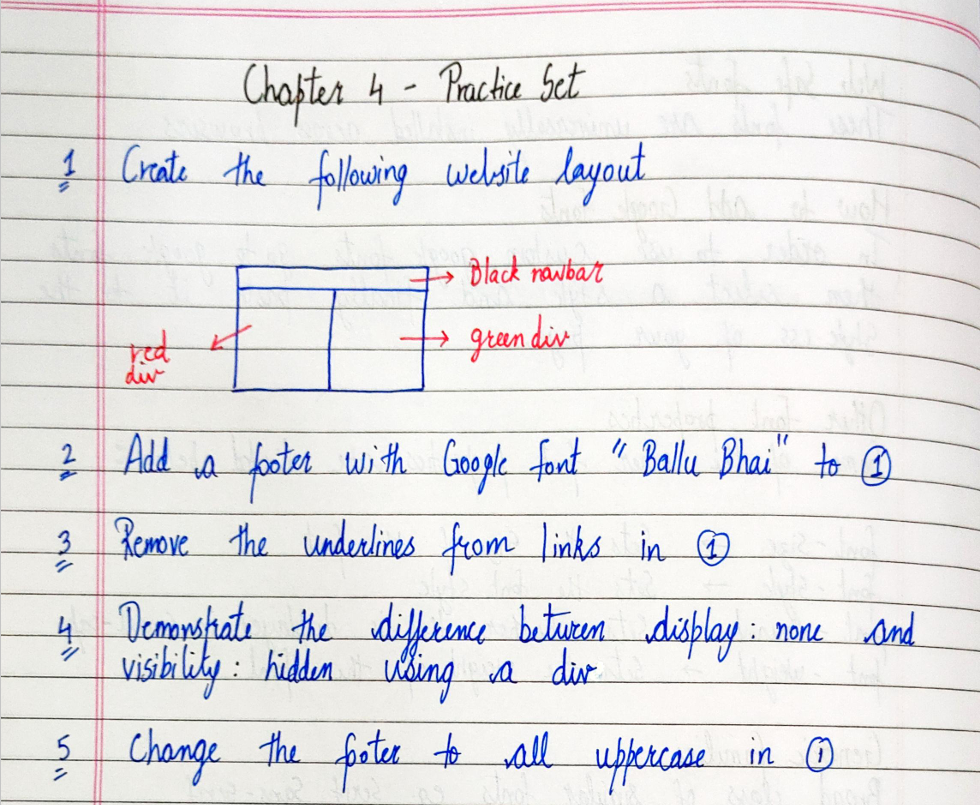 Chapter 4 - Practice Set
1 Create the following website layout
→ Black navbar
→ green div
red
div
2 Add a footer with Google font "Ballu Bhai" to ①
3 Remove the underlines from links in ①
4 Demonstrate the difference between display: none and
visibility: hidden using a div.
5 Change the footer to all uppercase in ①